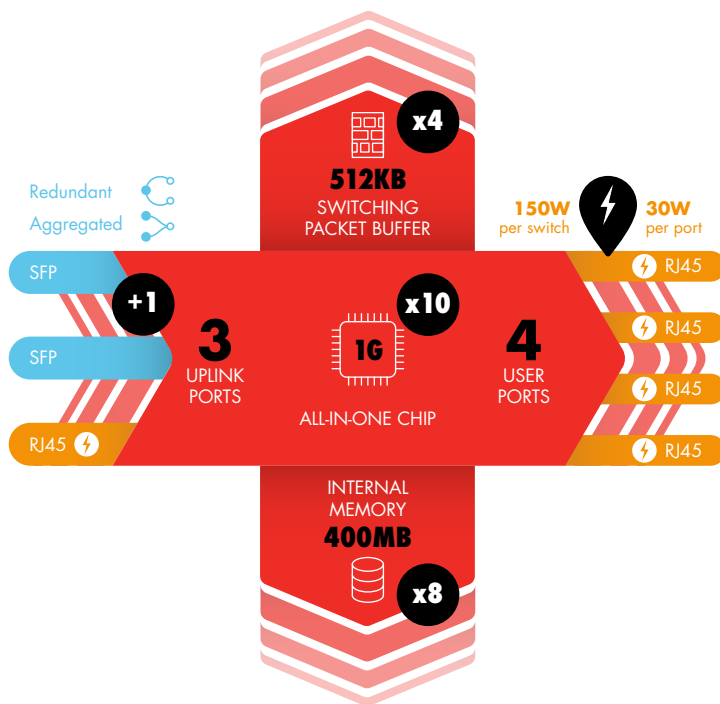 x4
512KB
SWITCHING
PACKET BUFFER
Redundant
Aggregated
150W
per switch
30W
per port
SFP
RJ45
+1
x10
RJ45
3
1G
4
SFP
UPLINK
PORTS
USER
PORTS
RJ45
ALL-IN-ONE CHIP
RJ45
RJ45
INTERNAL
MEMORY
400MB
x8